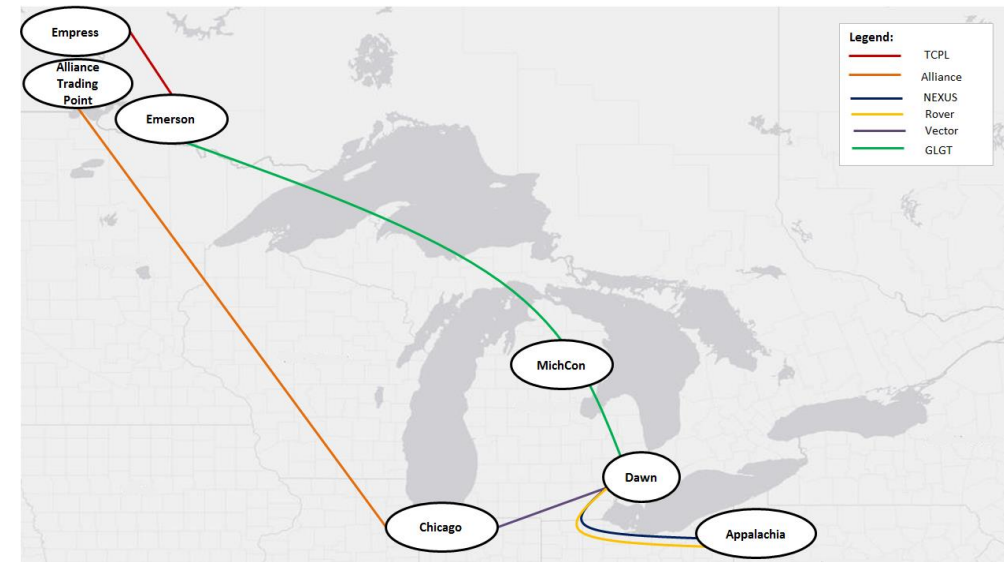 Empress
Alliance
Trading
Point
Emerson
MichCon
Dawn
Chicago
Appalachia
Legend:
TCPL
Alliance
NEXUS
Rover
Vector
GLGT